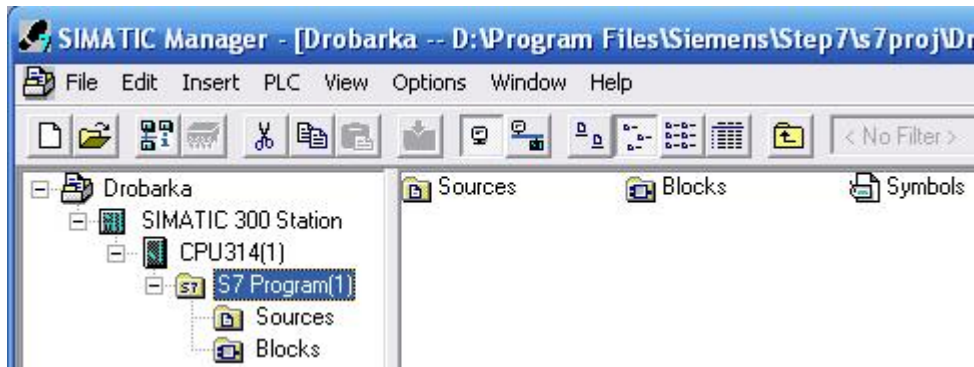 SIMATIC Manager - [Drobarka -- D:\Program Files\Siemens\Step7\s7proj\Dr
File Edit Insert PLC View Options Window Help
< No Filter >
Drobarka
SIMATIC 300 Station
CPU314(1)
S7 Program(1)
Sources
Blocks
Sources Blocks Symbols